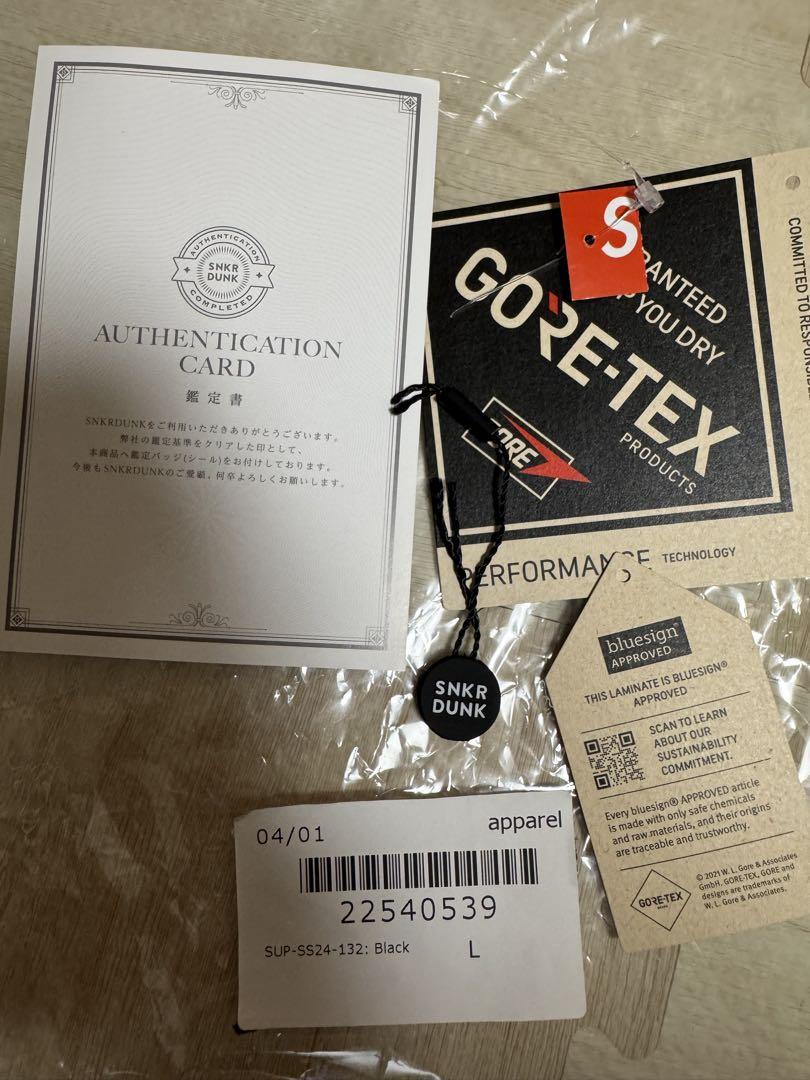 AUTHENTICATION
SNKR
DUNK
COMPLETED
AUTHENTICATION
CARD
鑑定書
SNKRDUNKをご利用いただきありがとうございます。
弊社の鑑定基準をクリアした印として、
本商品へ鑑定バッジ(シール)をお付けしております。
今後もSNKRDUNKのご愛顧、何卒よろしくお願いします。
S
YOU DRY
GORE-TEX
PRODUCTS
GORE
PERFORMANCE TECHNOLOGY
COMMITTED TO
bluesign®
APPROVED
THIS LAMINATE IS BLUESIGN®
APPROVED
SCAN TO LEARN
ABOUT OUR
SUSTAINABILITY
COMMITMENT.
Every bluesign® APPROVED article
is made with only safe chemicals
and raw materials, and their origins
are traceable and trustworthy.
GORE-TEX
© 2021 W. L. Gore & Associates
GmbH. GORE-TEX, GORE and
designs are trademarks of
W. L. Gore & Associates.
SNKR
DUNK
04/01 apparel
22540539
SUP-SS24-132: Black L